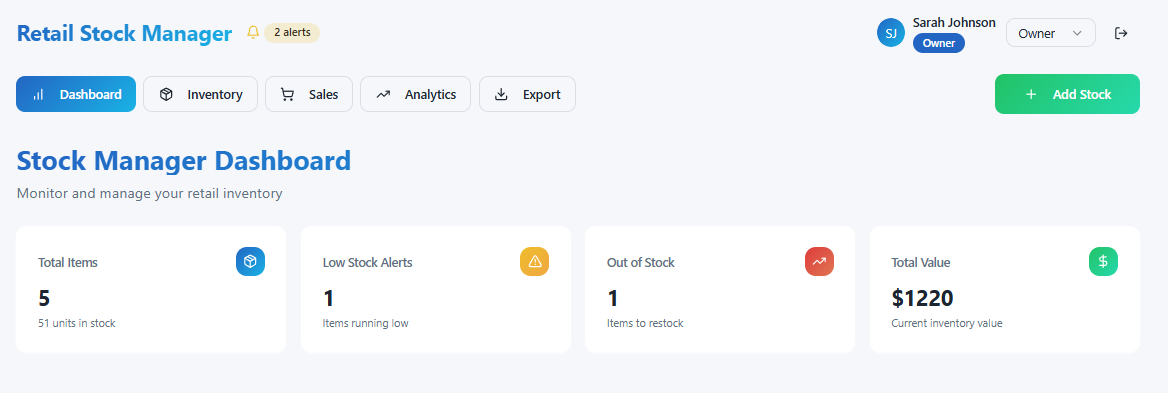 Retail Stock Manager
2 alerts
SJ
Sarah Johnson
Owner
Owner
Dashboard
Inventory
Sales
Analytics
Export
Add Stock
Stock Manager Dashboard
Monitor and manage your retail inventory
Total Items
5
51 units in stock
Low Stock Alerts
1
Items running low
Out of Stock
1
Items to restock
Total Value
$1220
Current inventory value